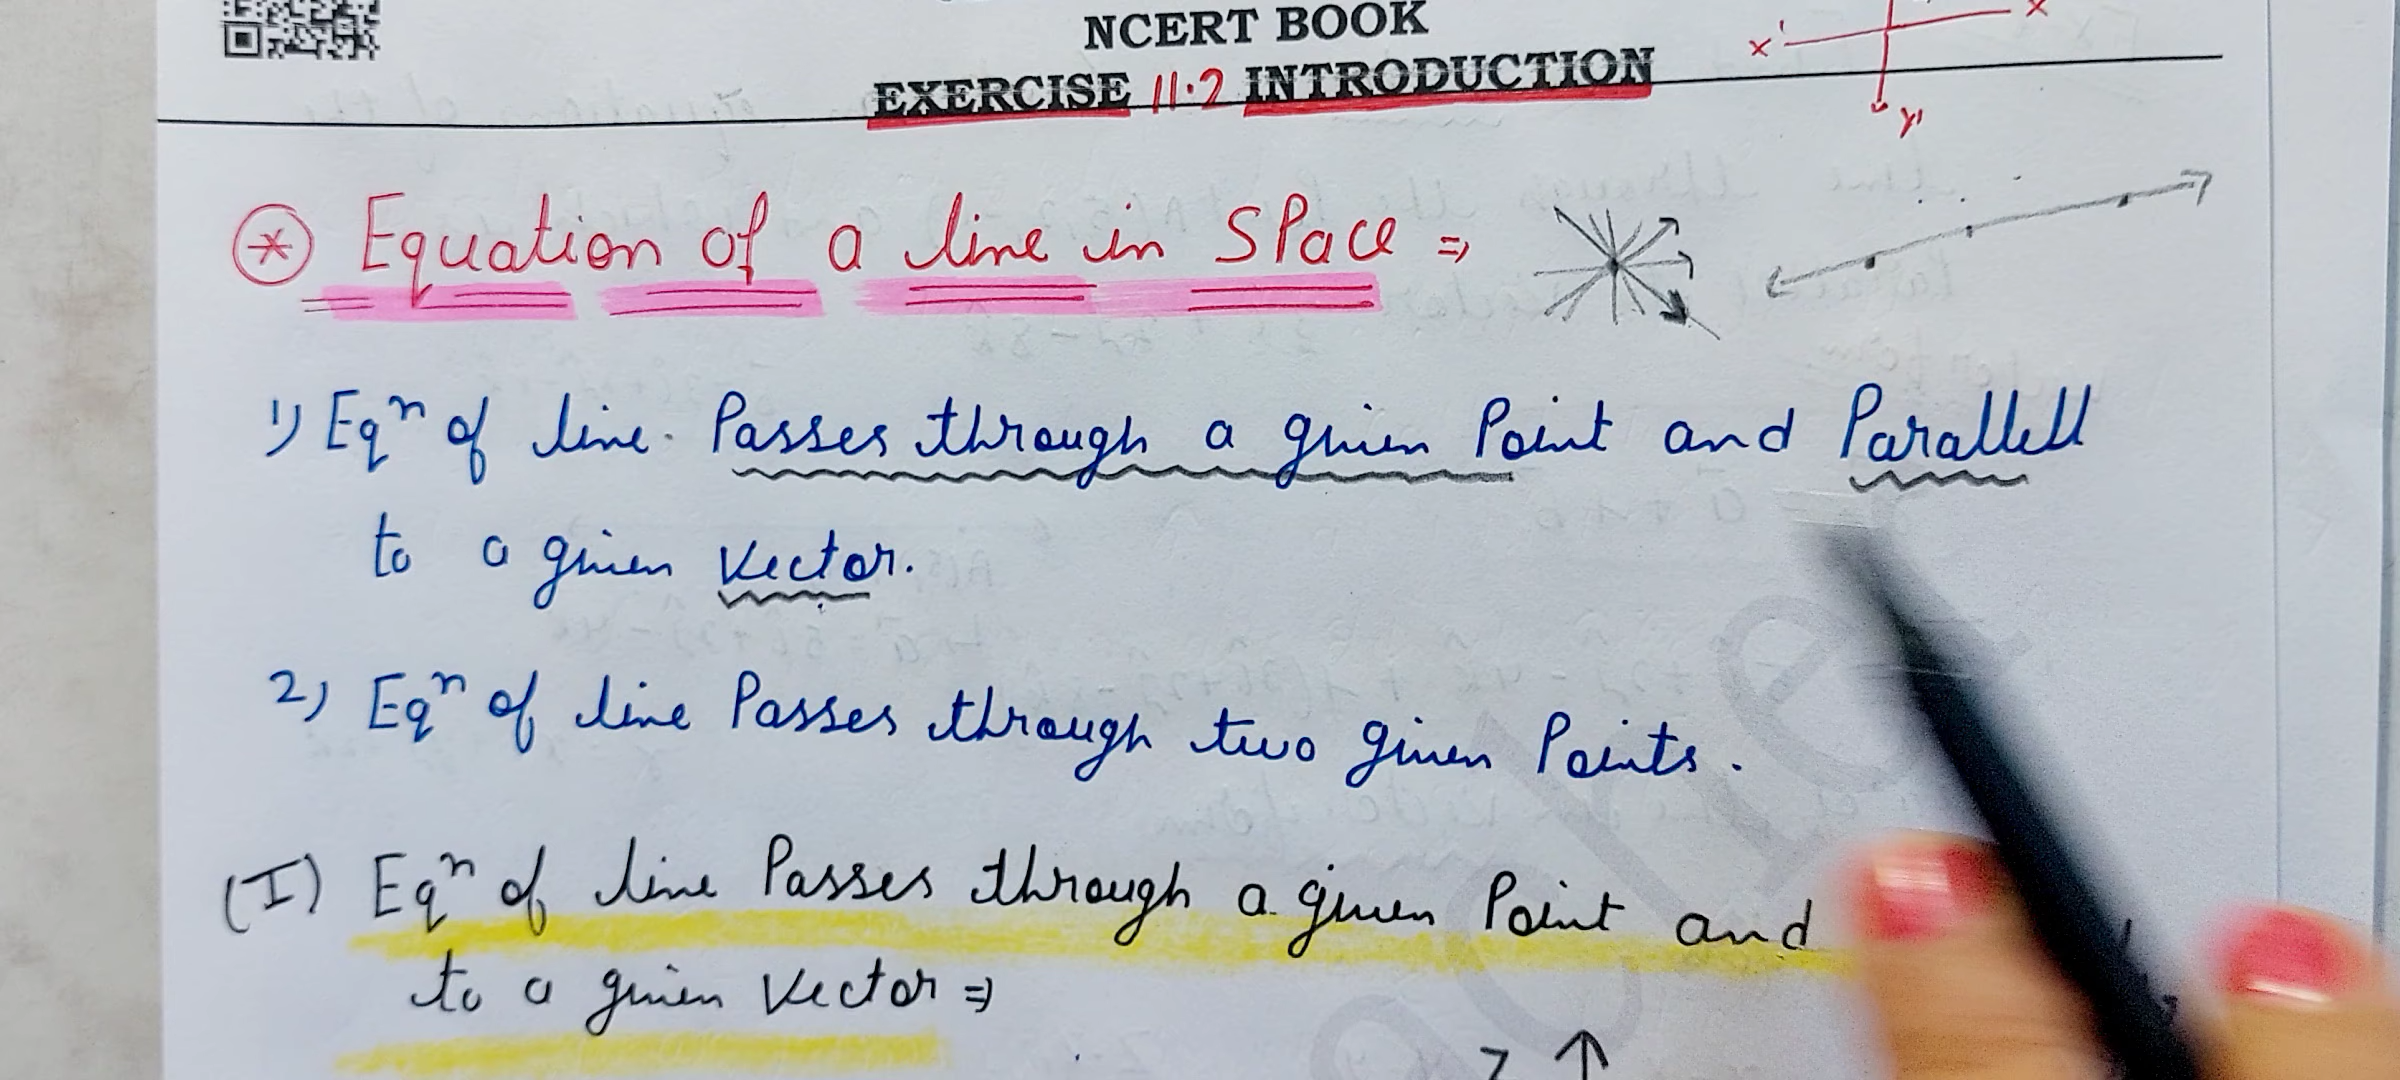 NCERT BOOK
EXERCISE 11.2 INTRODUCTION
x' x
y'
* Equation of a line in SPace ⇒
1) Eqⁿ of line. Passes through a given Point and Parallell
to a given Vector.
2) Eqⁿ of line Passes through two given Points.
(I) Eqⁿ of line Passes through a given Point and
to a given Vector ⇒
Z ↑